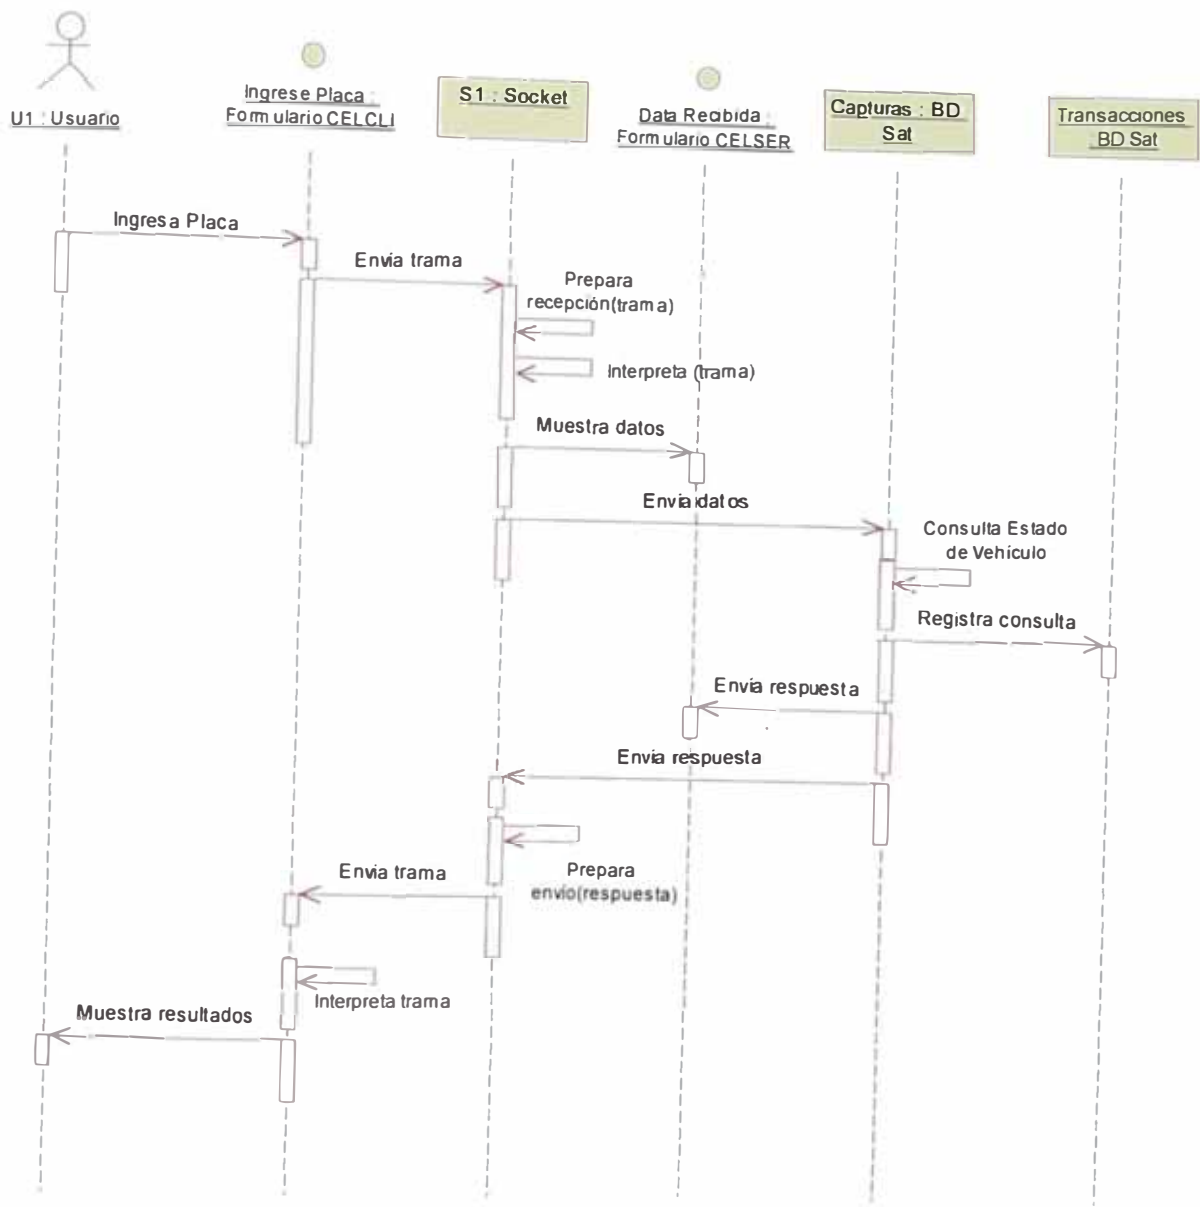 U1 : Usuario
Ingrese Placa :
Formulario CELCLI
S1 : Socket
Data Recibida :
Formulario CELSER
Capturas : BD
Sat
Transacciones
: BD Sat
Ingresa Placa
Envia trama
Prepara
recepción(trama)
Interpreta (trama)
Muestra datos
Envia datos
Consulta Estado
de Vehículo
Registra consulta
Envía respuesta
Envia respuesta
Prepara
envío(respuesta)
Envia trama
Interpreta trama
Muestra resultados